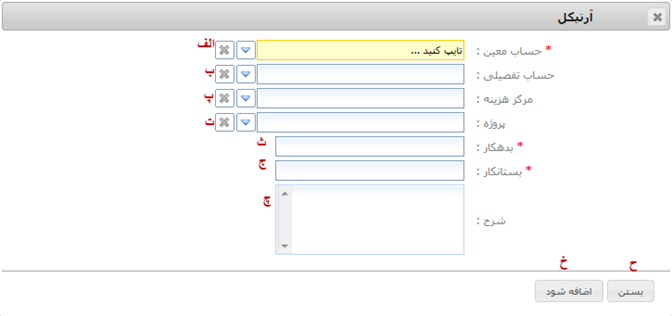 آرتیکل
* حساب معین : تایپ کنید ... الف
حساب تفصیلی : ب
مرکز هزینه : پ
پروژه : ت
* بدهکار : ث
* بستانکار : ج
شرح : چ
ح خ
بستن اضافه شود